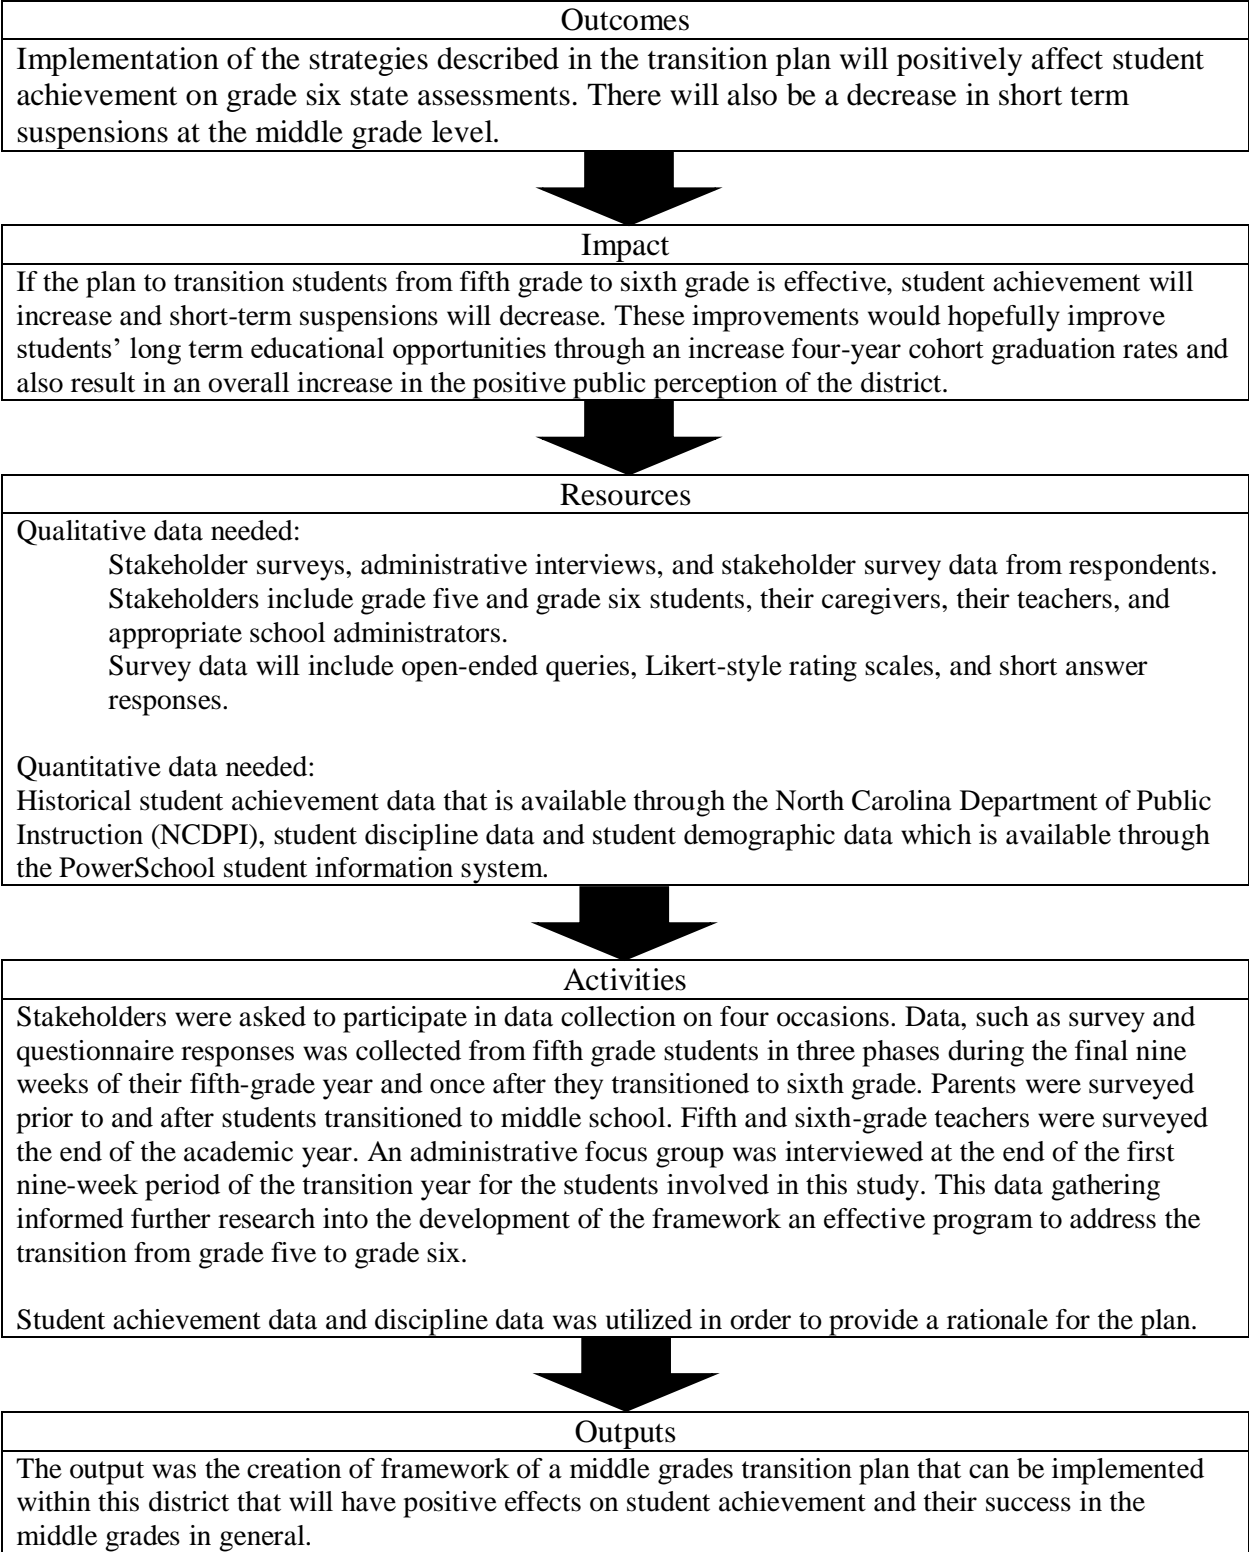 Outcomes
Implementation of the strategies described in the transition plan will positively affect student
achievement on grade six state assessments. There will also be a decrease in short term
suspensions at the middle grade level.
Impact
If the plan to transition students from fifth grade to sixth grade is effective, student achievement will
increase and short-term suspensions will decrease. These improvements would hopefully improve
students’ long term educational opportunities through an increase four-year cohort graduation rates and
also result in an overall increase in the positive public perception of the district.
Resources
Qualitative data needed:
Stakeholder surveys, administrative interviews, and stakeholder survey data from respondents.
Stakeholders include grade five and grade six students, their caregivers, their teachers, and
appropriate school administrators.
Survey data will include open-ended queries, Likert-style rating scales, and short answer
responses.
Quantitative data needed:
Historical student achievement data that is available through the North Carolina Department of Public
Instruction (NCDPI), student discipline data and student demographic data which is available through
the PowerSchool student information system.
Activities
Stakeholders were asked to participate in data collection on four occasions. Data, such as survey and
questionnaire responses was collected from fifth grade students in three phases during the final nine
weeks of their fifth-grade year and once after they transitioned to sixth grade. Parents were surveyed
prior to and after students transitioned to middle school. Fifth and sixth-grade teachers were surveyed
the end of the academic year. An administrative focus group was interviewed at the end of the first
nine-week period of the transition year for the students involved in this study. This data gathering
informed further research into the development of the framework an effective program to address the
transition from grade five to grade six.
Student achievement data and discipline data was utilized in order to provide a rationale for the plan.
Outputs
The output was the creation of framework of a middle grades transition plan that can be implemented
within this district that will have positive effects on student achievement and their success in the
middle grades in general.